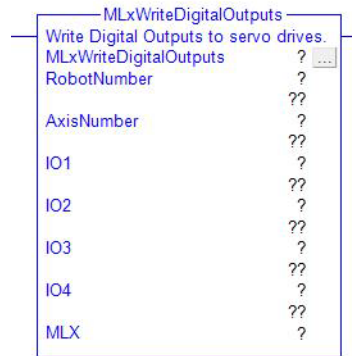 MLxWriteDigitalOutputs
Write Digital Outputs to servo drives.
MLxWriteDigitalOutputs ? ...
RobotNumber ?
??
AxisNumber ?
??
IO1 ?
??
IO2 ?
??
IO3 ?
??
IO4 ?
??
MLX ?